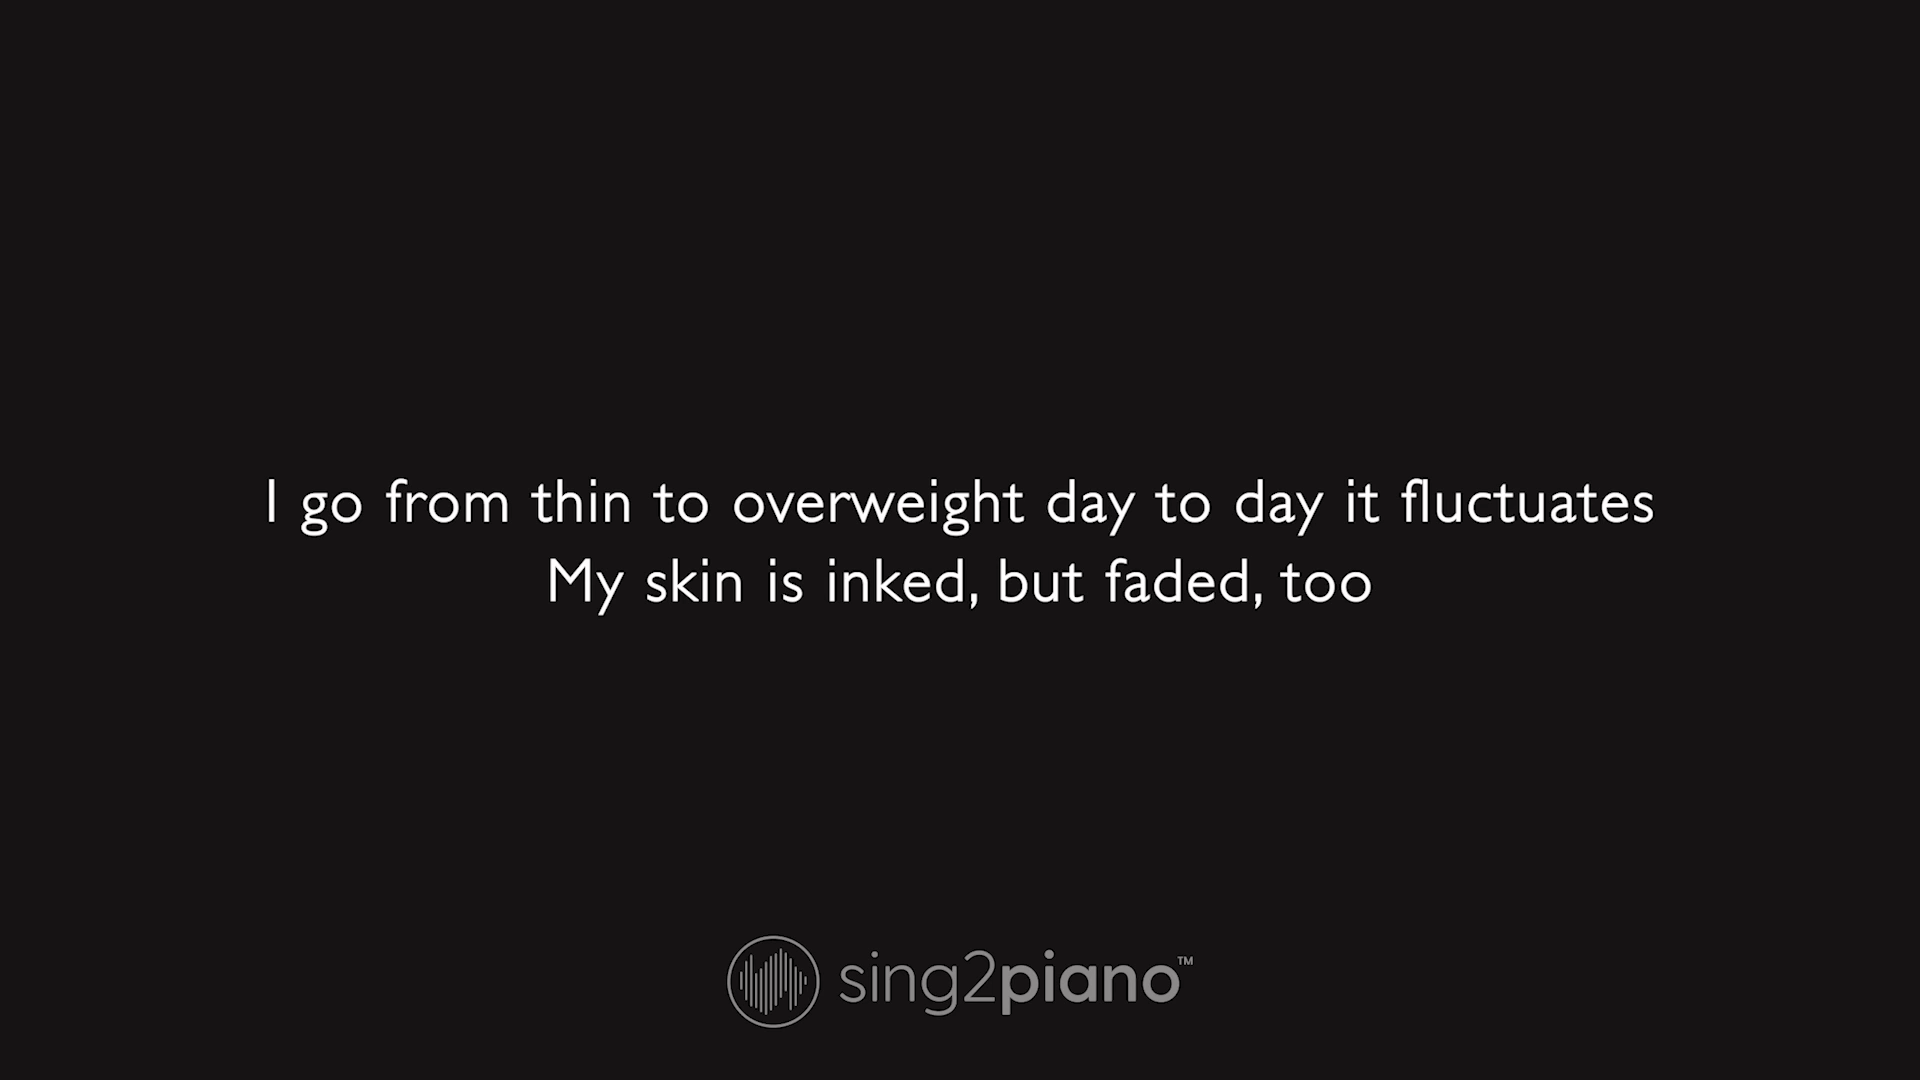 I go from thin to overweight day to day it fluctuates
My skin is inked, but faded, too
sing2piano™